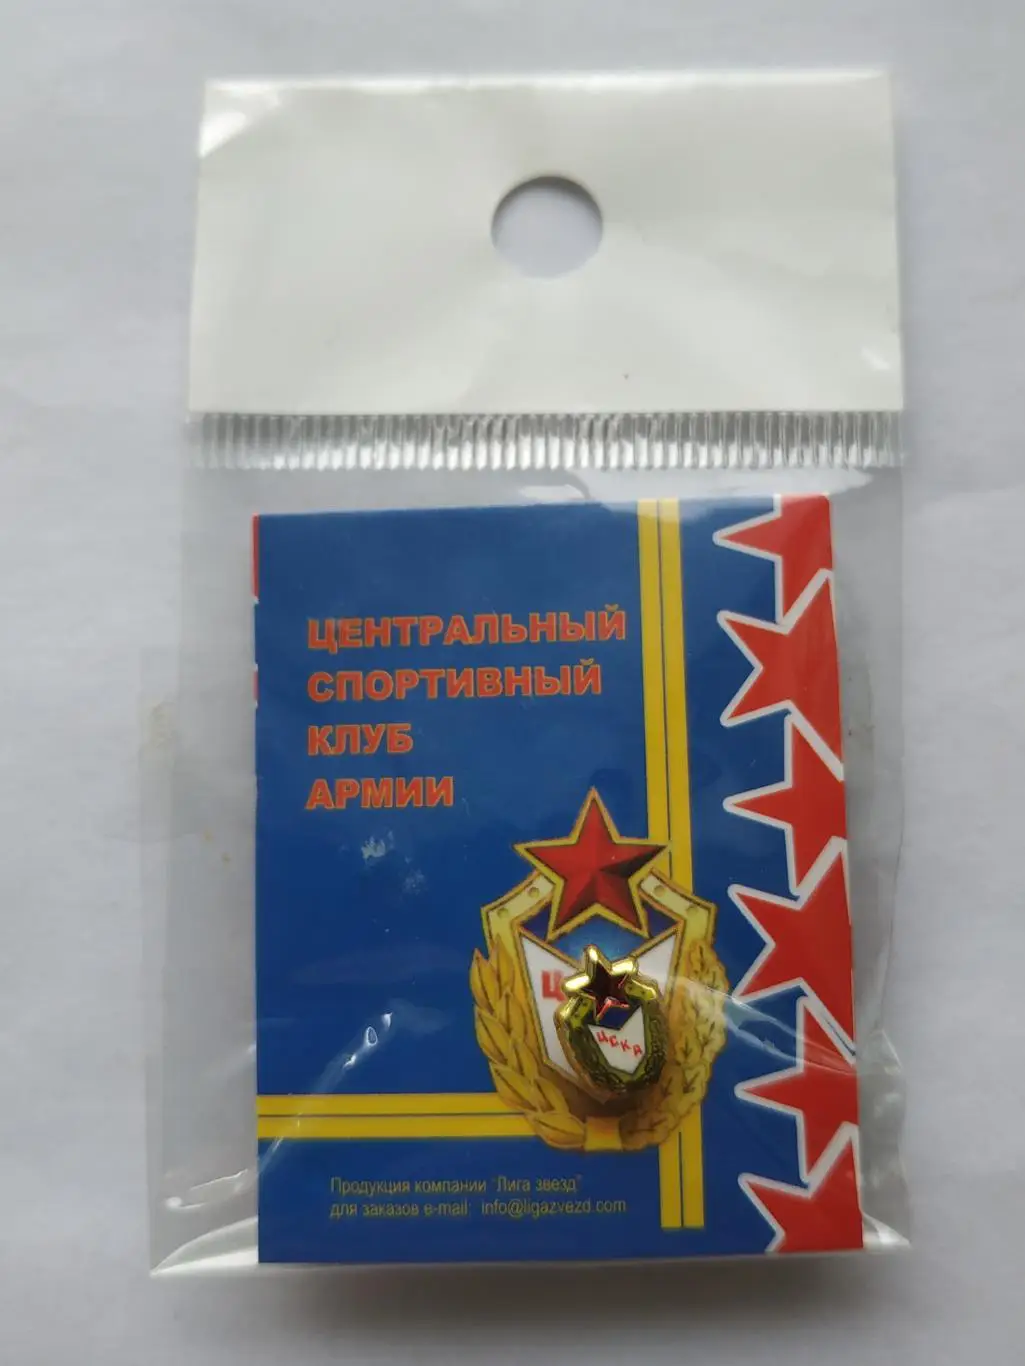 ЦЕНТРАЛЬНЫЙ
СПОРТИВНЫЙ
КЛУБ
АРМИИ
Ц
ЦСКА
Продукция компании "Лига звезд"
для заказов e-mail: info@ligazvezd.com